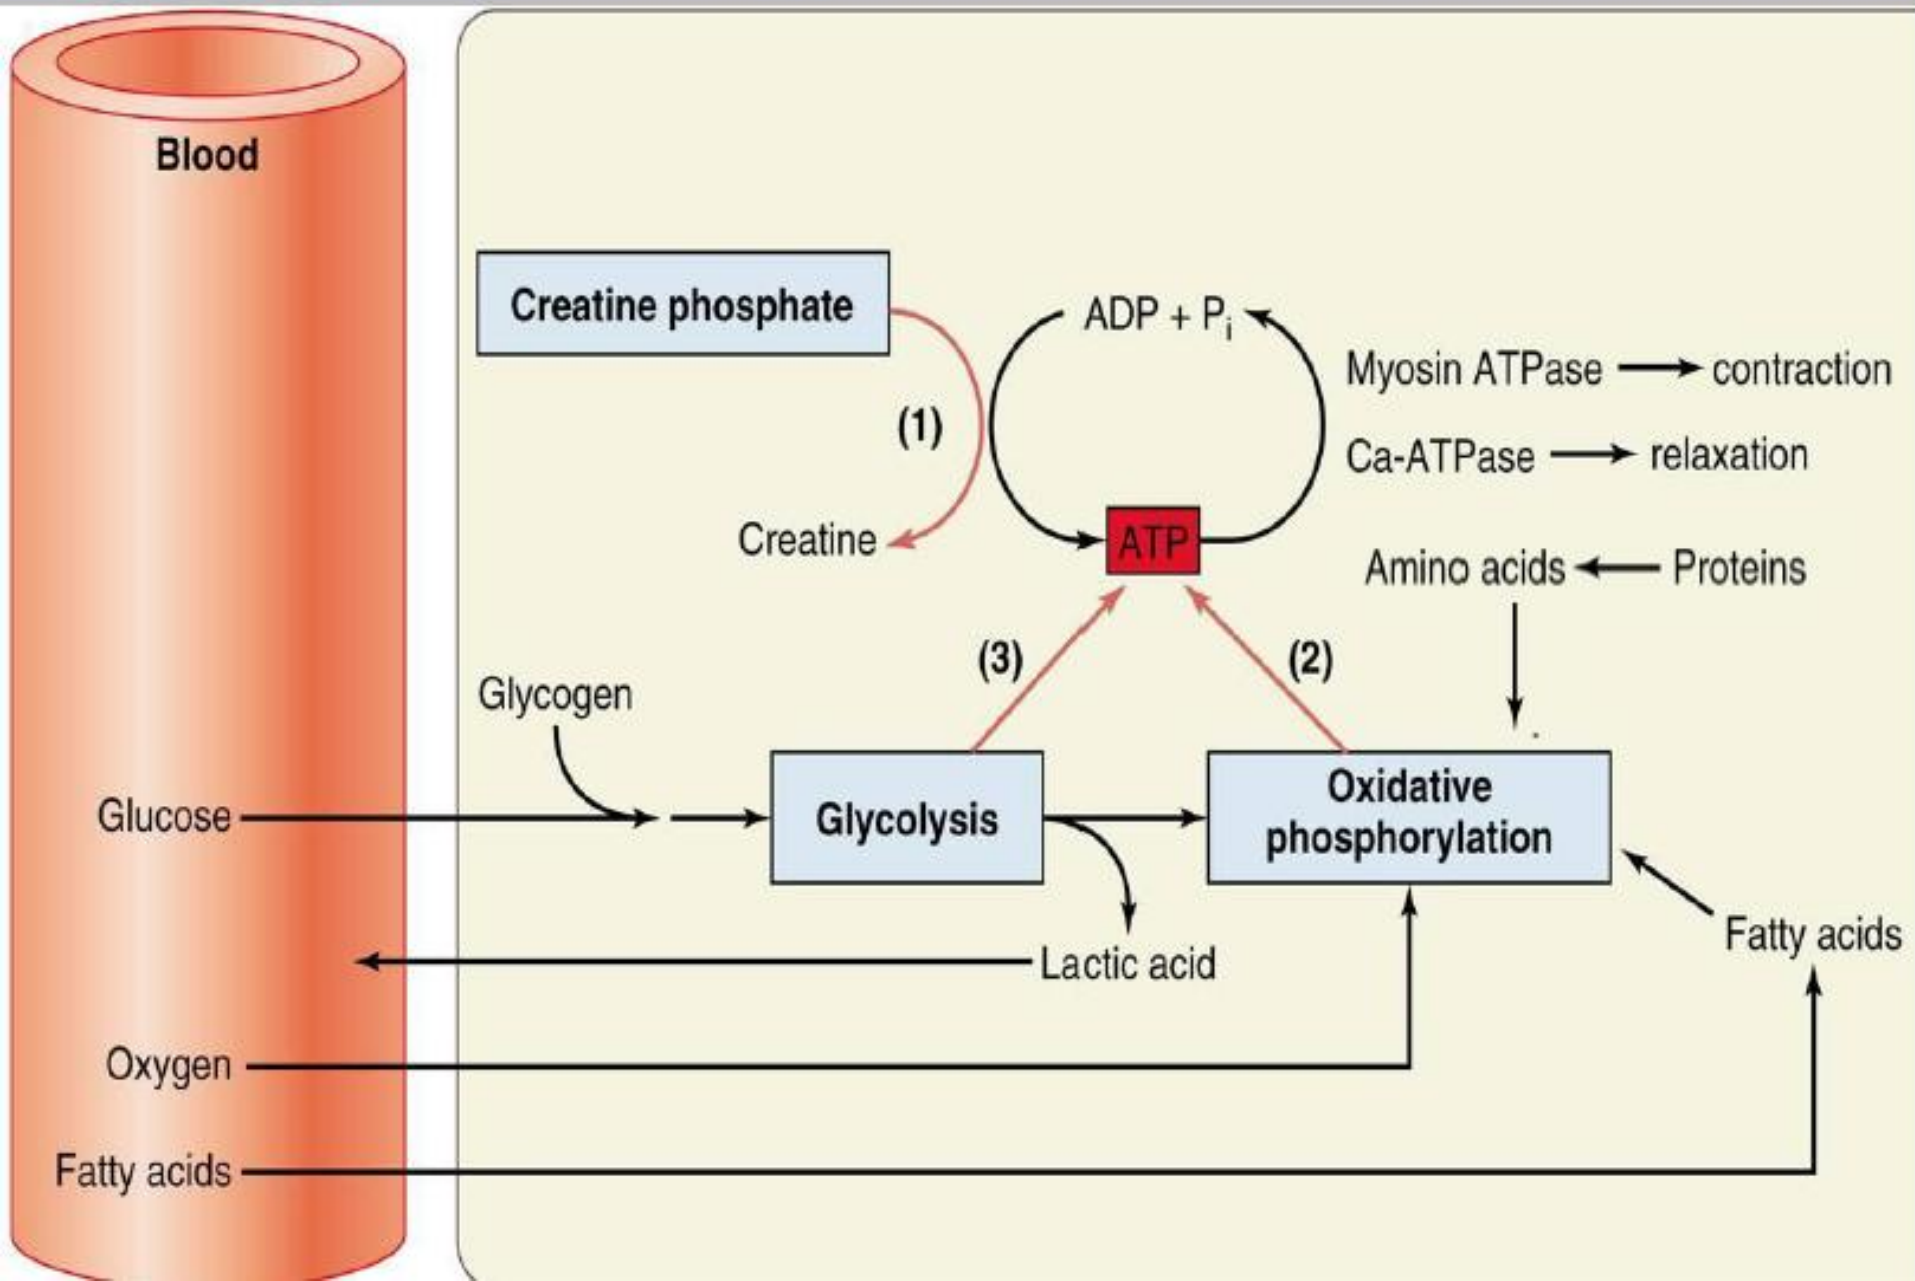 Blood
Creatine phosphate
ADP + Pi
Myosin ATPase
contraction
(1)
Ca-ATPase
relaxation
Creatine
ATP
Amino acids
Proteins
(3)
(2)
Glycogen
Glucose
Glycolysis
Oxidative
phosphorylation
Fatty acids
Lactic acid
Oxygen
Fatty acids